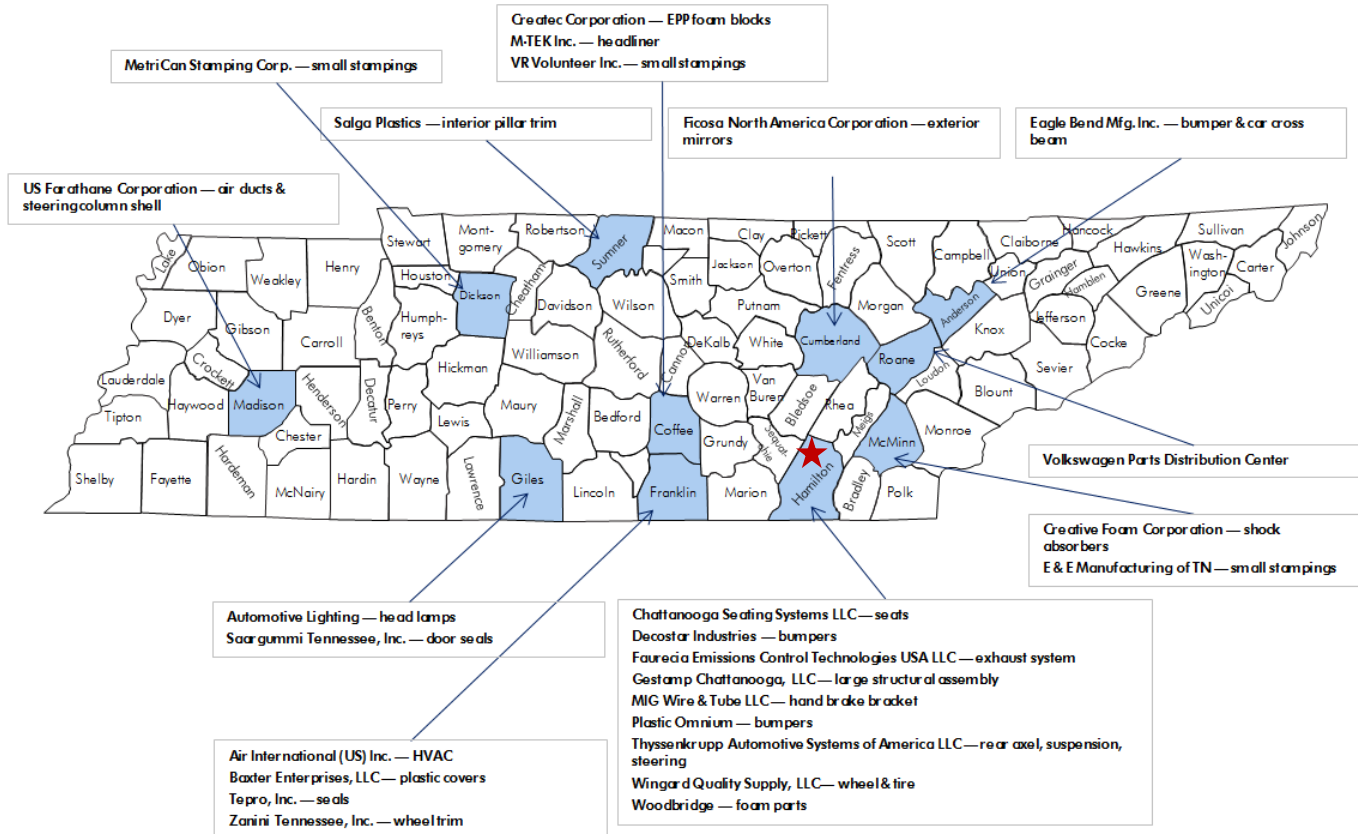 Createc Corporation — EPP foam blocks
M-TEK Inc. — headliner
VR Volunteer Inc. — small stampings
MetriCan Stamping Corp. — small stampings
Salga Plastics — interior pillar trim
Ficosa North America Corporation — exterior
mirrors
Eagle Bend Mfg. Inc. — bumper & car cross
beam
US Farathane Corporation — air ducts &
steering column shell
Lake
Obion
Weakley
Henry
Stewart
Mont-
gomery
Robertson
Sumner
Macon
Clay
Pickett
Scott
Campbell
Claiborne
Hancock
Hawkins
Sullivan
Johnson
Houston
Dickson
Cheatham
Davidson
Wilson
Smith
Jackson
Overton
Fentress
Morgan
Anderson
Union
Grainger
Hamblen
Greene
Wash-
ington
Carter
Unicoi
Dyer
Gibson
Carroll
Benton
Humph-
reys
Hickman
Williamson
Rutherford
Cannon
DeKalb
Putnam
White
Cumberland
Roane
Knox
Jefferson
Cocke
Sevier
Blount
Loudon
Lauderdale
Crockett
Haywood
Madison
Henderson
Decatur
Perry
Lewis
Maury
Marshall
Bedford
Coffee
Warren
Van
Buren
Bledsoe
Rhea
Meigs
McMinn
Monroe
Tipton
Chester
Grundy
Sequat-
chie
Shelby
Fayette
Hardeman
McNairy
Hardin
Wayne
Lawrence
Giles
Lincoln
Franklin
Marion
Hamilton
Bradley
Polk
Volkswagen Parts Distribution Center
Creative Foam Corporation — shock
absorbers
E & E Manufacturing of TN — small stampings
Automotive Lighting — head lamps
Saargummi Tennessee, Inc. — door seals
Chattanooga Seating Systems LLC — seats
Decostar Industries — bumpers
Faurecia Emissions Control Technologies USA LLC — exhaust system
Gestamp Chattanooga, LLC — large structural assembly
MIG Wire & Tube LLC — hand brake bracket
Plastic Omnium — bumpers
Thyssenkrupp Automotive Systems of America LLC — rear axel, suspension,
steering
Wingard Quality Supply, LLC — wheel & tire
Woodbridge — foam parts
Air International (US) Inc. — HVAC
Baxter Enterprises, LLC — plastic covers
Tepro, Inc. — seals
Zanini Tennessee, Inc. — wheel trim